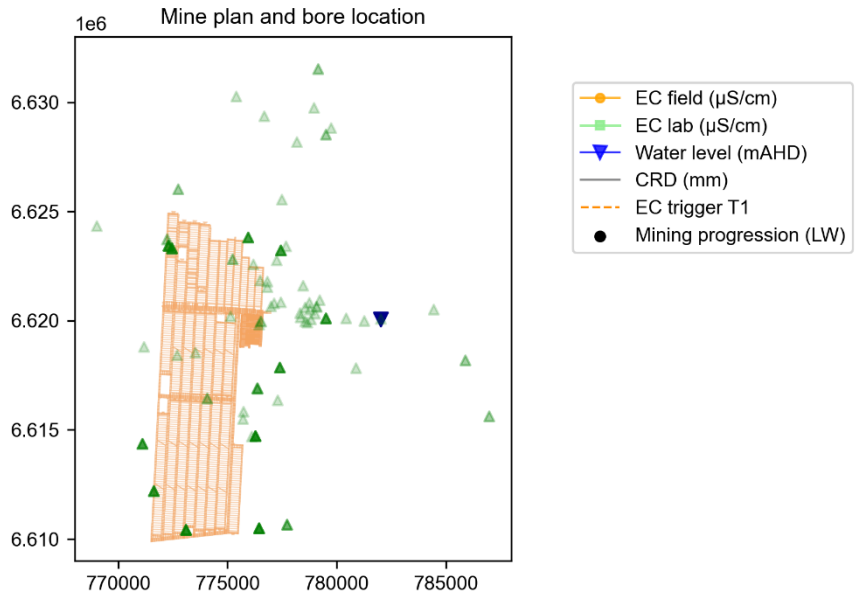 Mine plan and bore location
1e6
6.630
6.625
6.620
6.615
6.610
770000 775000 780000 785000
EC field (µS/cm)
EC lab (µS/cm)
Water level (mAHD)
CRD (mm)
EC trigger T1
Mining progression (LW)